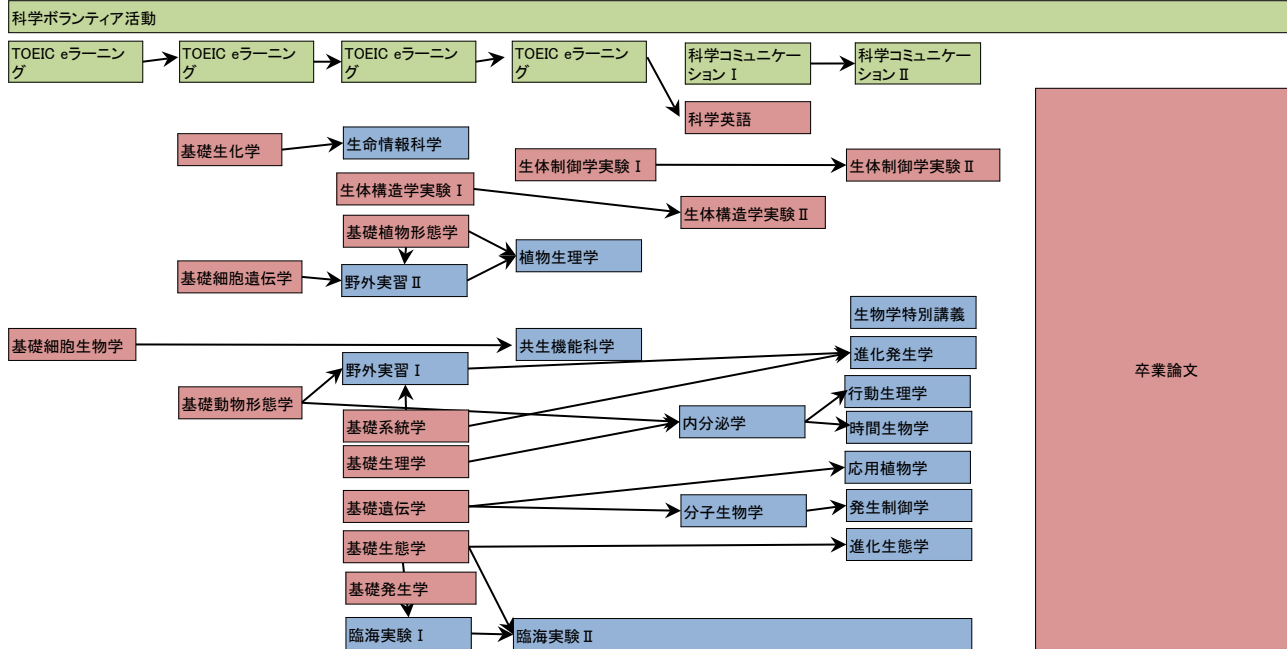 科学ボランティア活動
TOEIC eラーニン
グ
TOEIC eラーニン
グ
TOEIC eラーニン
グ
TOEIC eラーニン
グ
科学コミュニケー
ションⅠ
科学コミュニケー
ションⅡ
科学英語
基礎生化学
生命情報科学
生体制御学実験Ⅰ
生体制御学実験Ⅱ
生体構造学実験Ⅰ
生体構造学実験Ⅱ
基礎植物形態学
植物生理学
基礎細胞遺伝学
野外実習Ⅱ
生物学特別講義
基礎細胞生物学
共生機能科学
進化発生学
野外実習Ⅰ
卒業論文
基礎動物形態学
行動生理学
基礎系統学
内分泌学
時間生物学
基礎生理学
応用植物学
基礎遺伝学
分子生物学
発生制御学
基礎生態学
進化生態学
基礎発生学
臨海実験Ⅰ
臨海実験Ⅱ